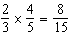 2/3 × 4/5 = 8/15